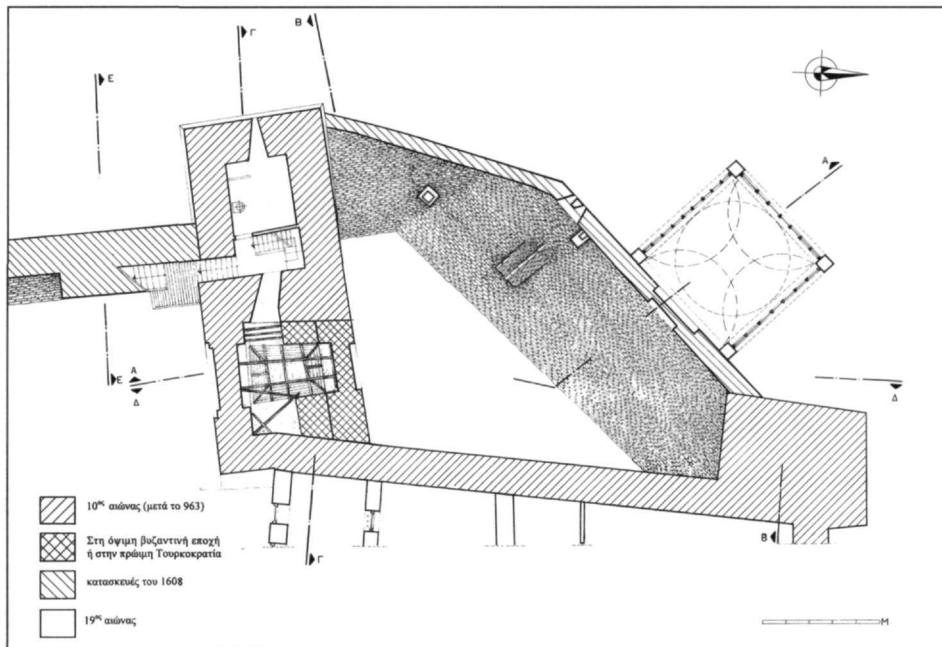 Γ
Β
Ε
Α
Ε
Α
Δ
Δ
Β
Γ
10ος αιώνας (μετά το 963)
Στη όψιμη βυζαντινή εποχή
ή στην πρώιμη Τουρκοκρατία
κατασκευές του 1608
19ος αιώνας
Μ